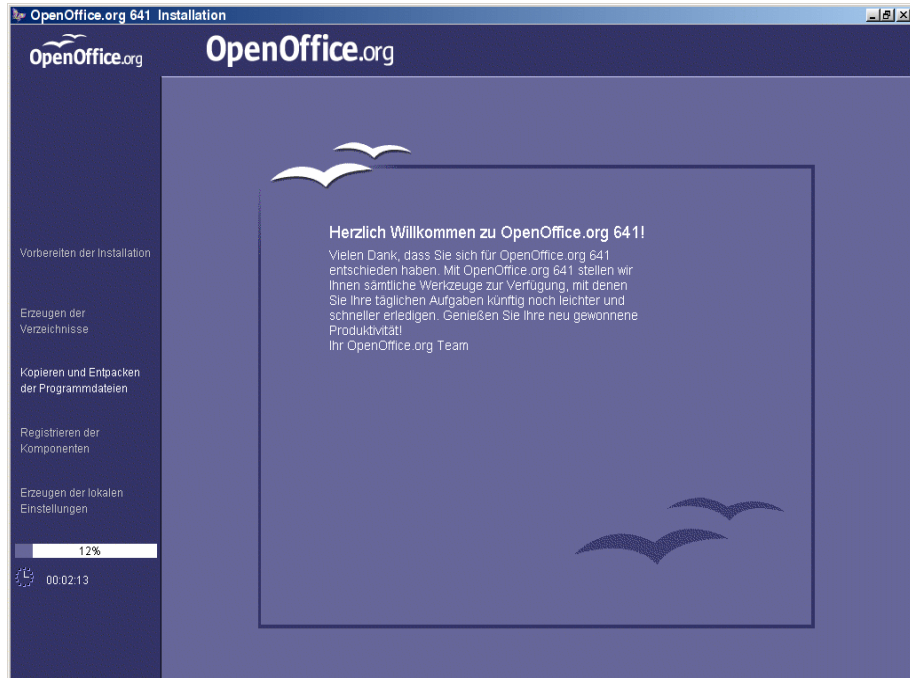 OpenOffice.org 641 Installation
OpenOffice.org
OpenOffice.org
Vorbereiten der Installation
Erzeugen der
Verzeichnisse
Kopieren und Entpacken
der Programmdateien
Registrieren der
Komponenten
Erzeugen der lokalen
Einstellungen
12%
00:02:13
Herzlich Willkommen zu OpenOffice.org 641!
Vielen Dank, dass Sie sich für OpenOffice.org 641
entschieden haben. Mit OpenOffice.org 641 stellen wir
Ihnen sämtliche Werkzeuge zur Verfügung, mit denen
Sie Ihre täglichen Aufgaben künftig noch leichter und
schneller erledigen. Genießen Sie Ihre neu gewonnene
Produktivität!
Ihr OpenOffice.org Team